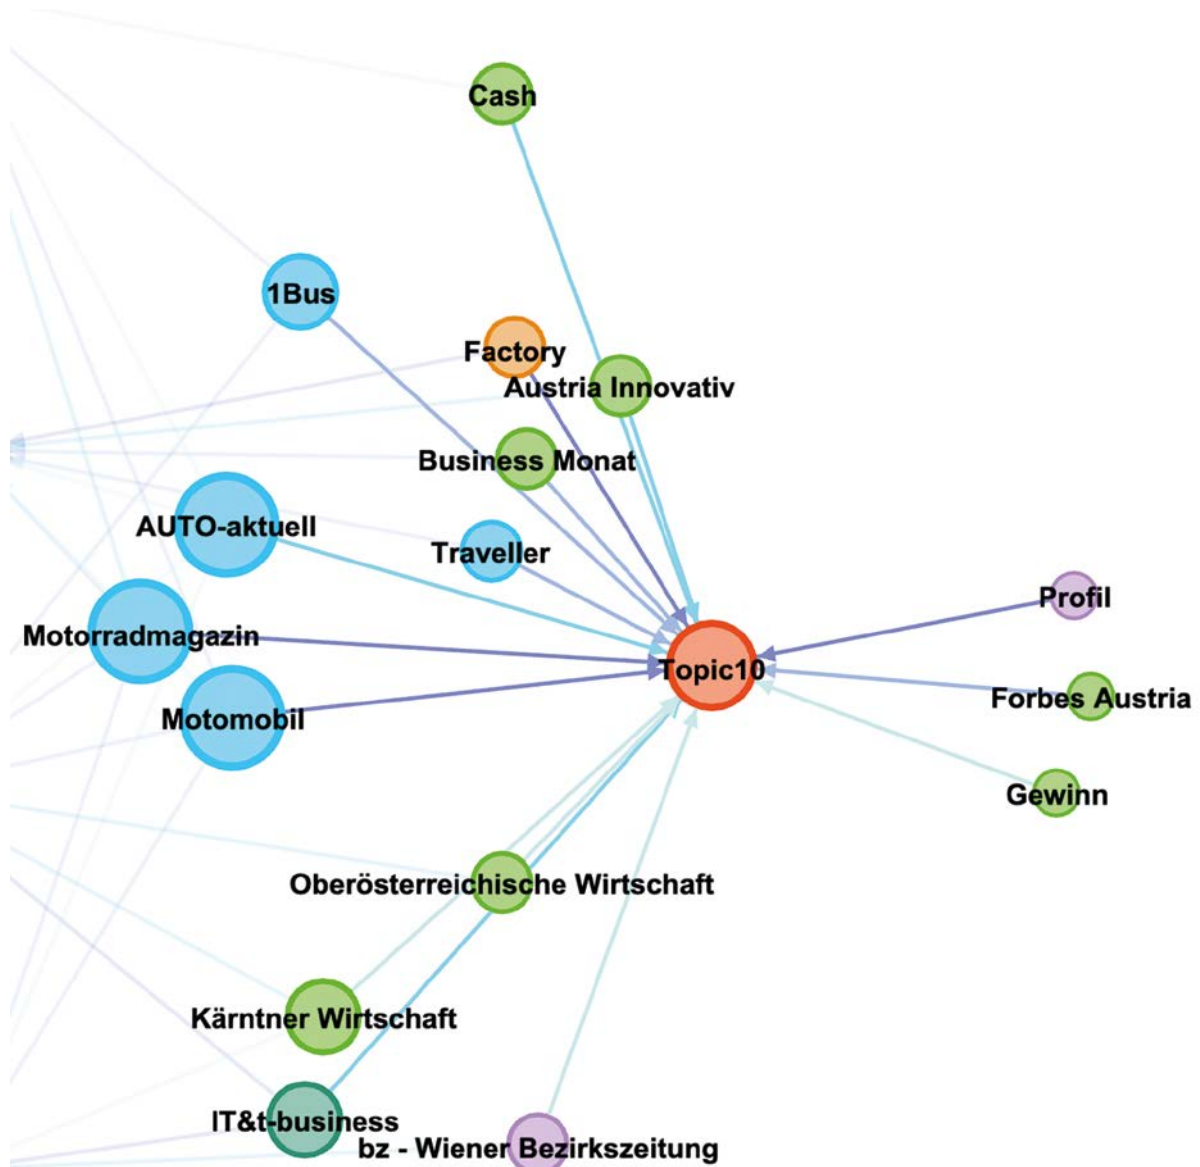 Cash
1Bus
Factory
Austria Innovativ
Business Monat
AUTO-aktuell
Traveller
Profil
Motorradmagazin
Topic10
Forbes Austria
Motomobil
Gewinn
Oberösterreichische Wirtschaft
Kärntner Wirtschaft
IT&t-business
bz - Wiener Bezirkszeitung